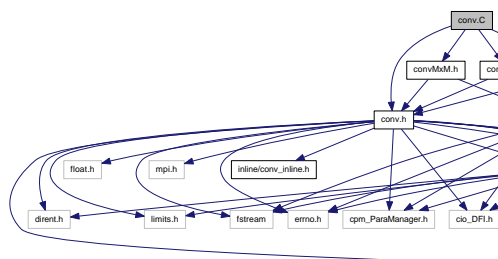 conv.C
convMxM.h
con
conv.h
float.h
mpi.h
inline/conv_inline.h
dirent.h
limits.h
fstream
errno.h
cpm_ParaManager.h
cio_DFI.h